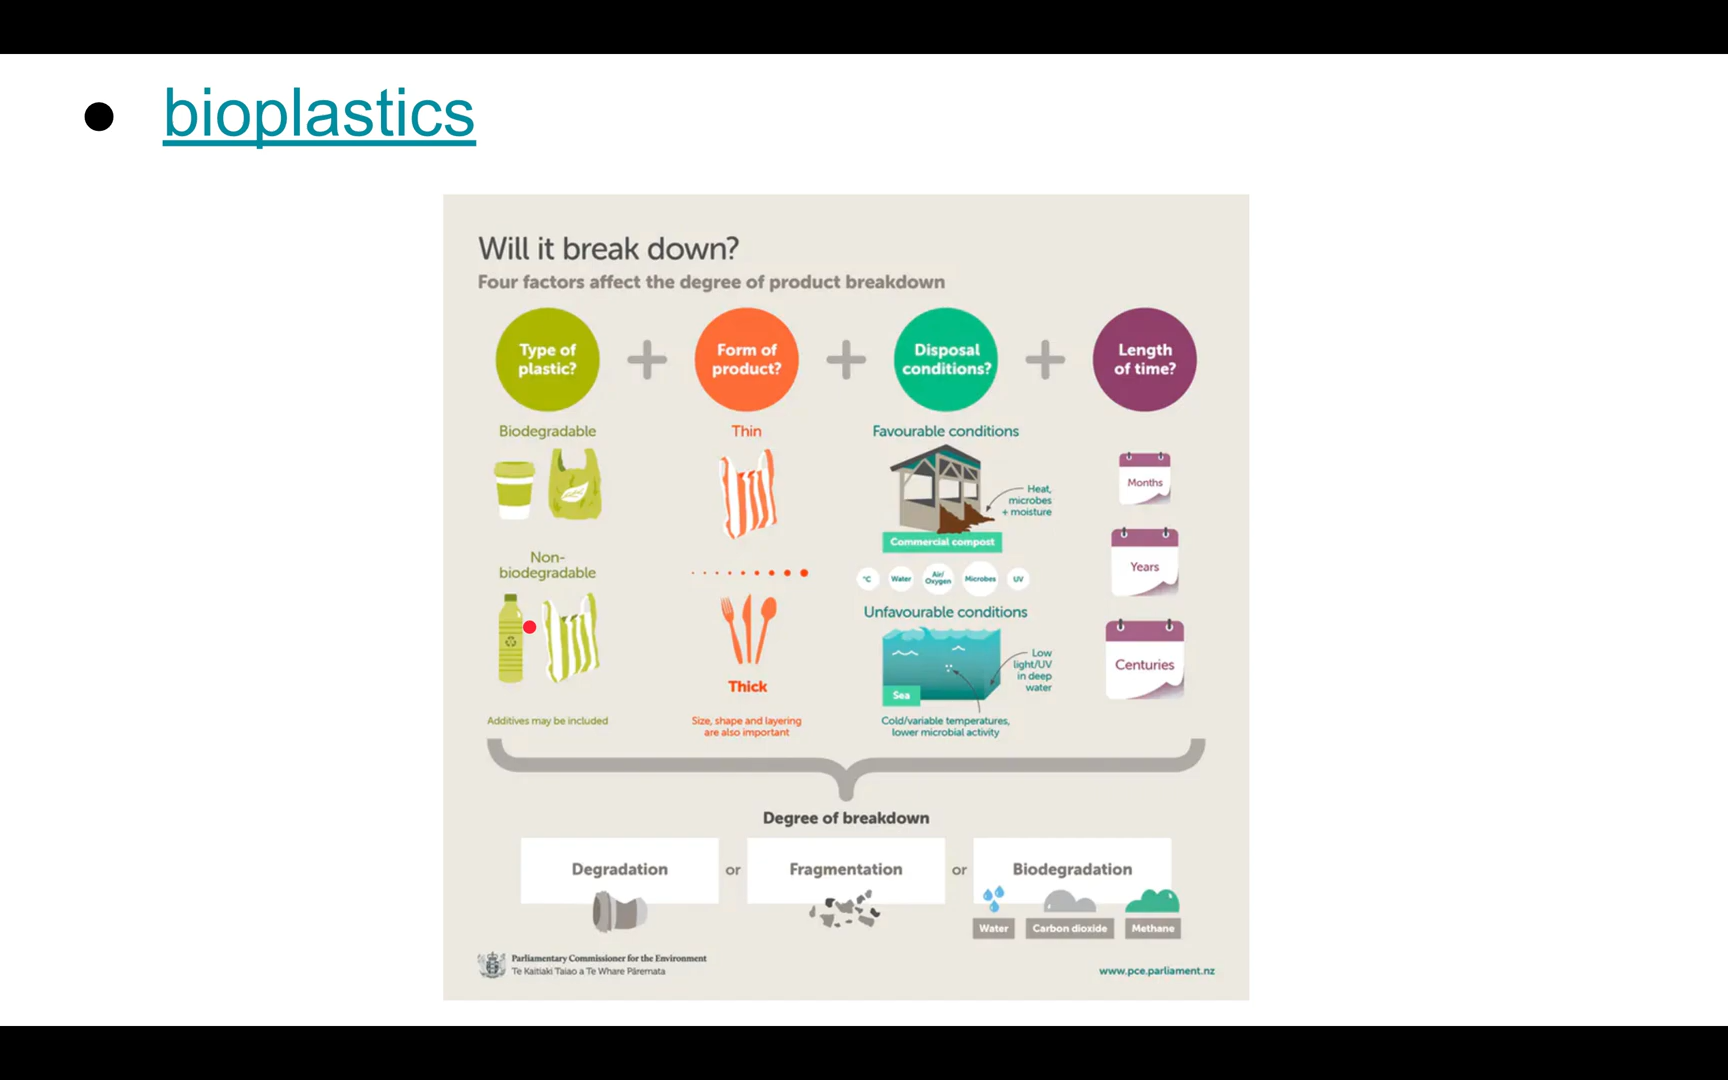 bioplastics
Will it break down?
Four factors affect the degree of product breakdown
Type of
plastic?
Form of
product?
Disposal
conditions?
Length
of time?
Biodegradable
Non-
biodegradable
Additives may be included
Thin
Thick
Size, shape and layering
are also important
Favourable conditions
Heat,
microbes
+ moisture
Commercial compost
°C
Water
Air/
Oxygen
Microbes
UV
Unfavourable conditions
Low
light/UV
in deep
water
Sea
Cold/variable temperatures,
lower microbial activity
Months
Years
Centuries
Degree of breakdown
Degradation
or
Fragmentation
or
Biodegradation
Water
Carbon dioxide
Methane
Parliamentary Commissioner for the Environment
Te Kaitiaki Taiao a Te Whare Pāremata
www.pce.parliament.nz